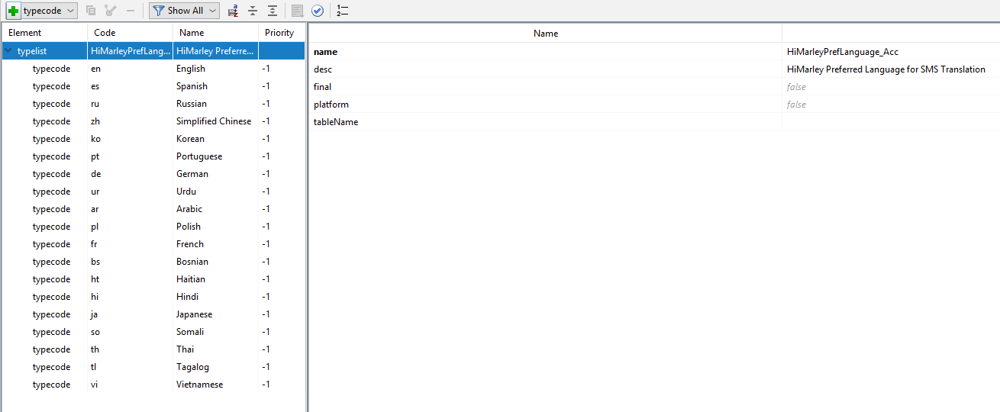 typecode Show All
Element Code Name Priority Name
typelist HiMarleyPrefLang... HiMarley Preferre... name HiMarleyPrefLanguage_Acc
typecode en English -1 desc HiMarley Preferred Language for SMS Translation
typecode es Spanish -1 final false
typecode ru Russian -1 platform false
typecode zh Simplified Chinese -1 tableName
typecode ko Korean -1
typecode pt Portuguese -1
typecode de German -1
typecode ur Urdu -1
typecode ar Arabic -1
typecode pl Polish -1
typecode fr French -1
typecode bs Bosnian -1
typecode ht Haitian -1
typecode hi Hindi -1
typecode ja Japanese -1
typecode so Somali -1
typecode th Thai -1
typecode tl Tagalog -1
typecode vi Vietnamese -1